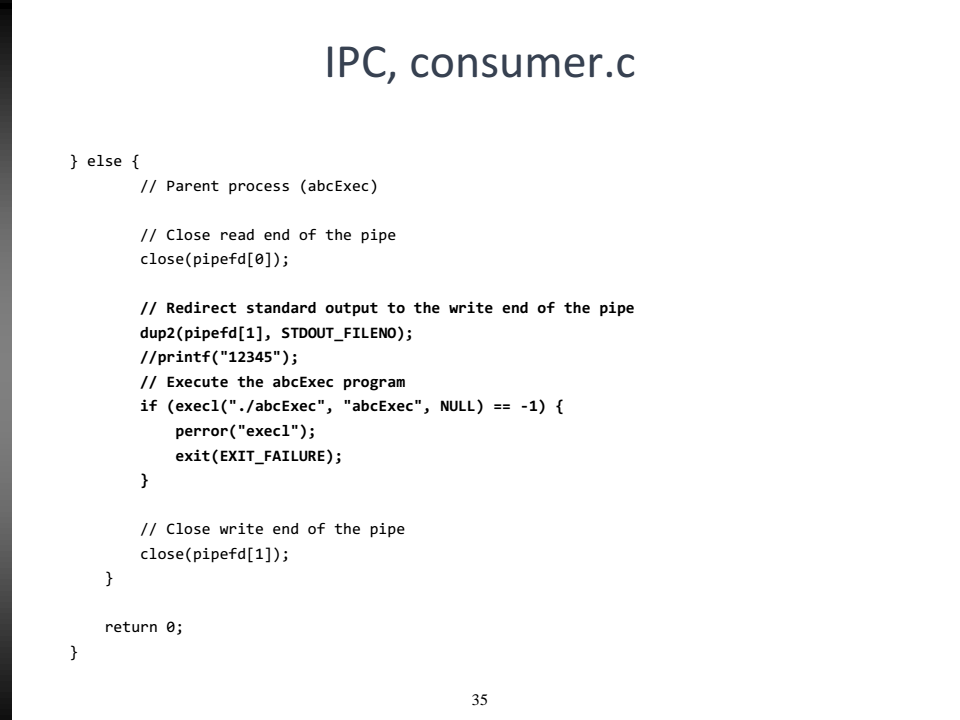 IPC, consumer.c
} else {
// Parent process (abcExec)
// Close read end of the pipe
close(pipefd[0]);
// Redirect standard output to the write end of the pipe
dup2(pipefd[1], STDOUT_FILENO);
//printf("12345");
// Execute the abcExec program
if (execl("./abcExec", "abcExec", NULL) == -1) {
perror("execl");
exit(EXIT_FAILURE);
}
// Close write end of the pipe
close(pipefd[1]);
}
return 0;
}
35